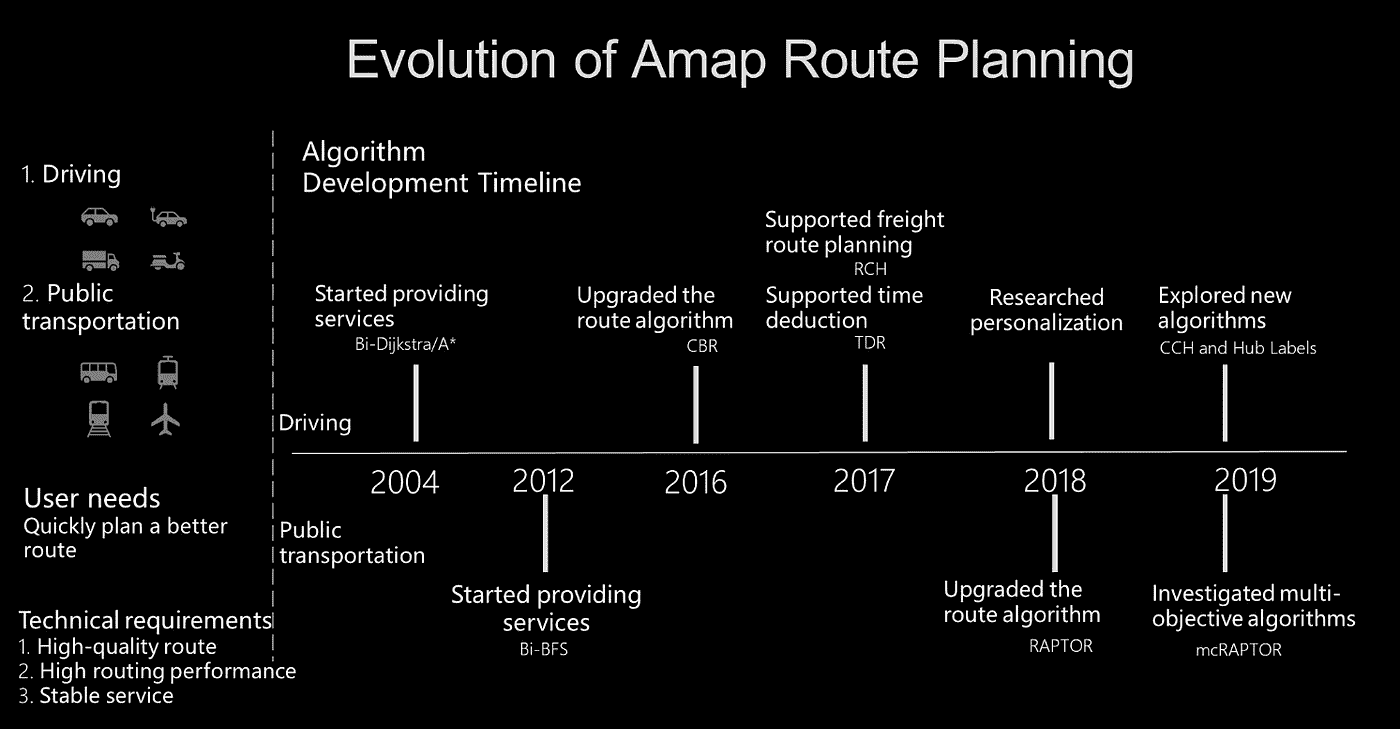 Evolution of Amap Route Planning
1. Driving
2. Public
transportation
User needs
Quickly plan a better
route
Technical requirements
1. High-quality route
2. High routing performance
3. Stable service
Algorithm
Development Timeline
Driving
Started providing
services
Bi-Dijkstra/A*
Upgraded the
route algorithm
CBR
Supported freight
route planning
RCH
Supported time
deduction
TDR
Researched
personalization
Explored new
algorithms
CCH and Hub Labels
2004
2012
2016
2017
2018
2019
Public
transportation
Started providing
services
Bi-BFS
Upgraded the
route algorithm
RAPTOR
Investigated multi-
objective algorithms
mcRAPTOR